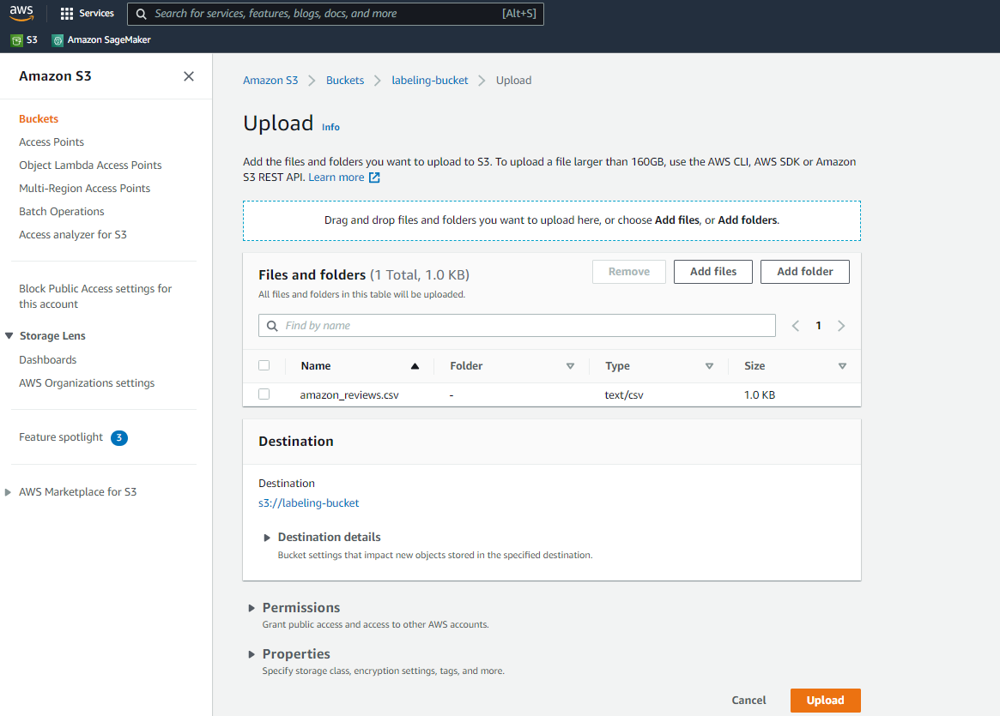 aws Services Search for services, features, blogs, docs, and more [Alt+S]
S3 Amazon SageMaker
Amazon S3
Buckets
Access Points
Object Lambda Access Points
Multi-Region Access Points
Batch Operations
Access analyzer for S3
Block Public Access settings for
this account
Storage Lens
Dashboards
AWS Organizations settings
Feature spotlight 3
AWS Marketplace for S3
Amazon S3 > Buckets > labeling-bucket > Upload
Upload Info
Add the files and folders you want to upload to S3. To upload a file larger than 160GB, use the AWS CLI, AWS SDK or Amazon
S3 REST API. Learn more
Drag and drop files and folders you want to upload here, or choose Add files, or Add folders.
Files and folders (1 Total, 1.0 KB) Remove Add files Add folder
All files and folders in this table will be uploaded.
Find by name 1
Name Folder Type Size
amazon_reviews.csv - text/csv 1.0 KB
Destination
Destination
s3://labeling-bucket
Destination details
Bucket settings that impact new objects stored in the specified destination.
Permissions
Grant public access and access to other AWS accounts.
Properties
Specify storage class, encryption settings, tags, and more.
Cancel Upload